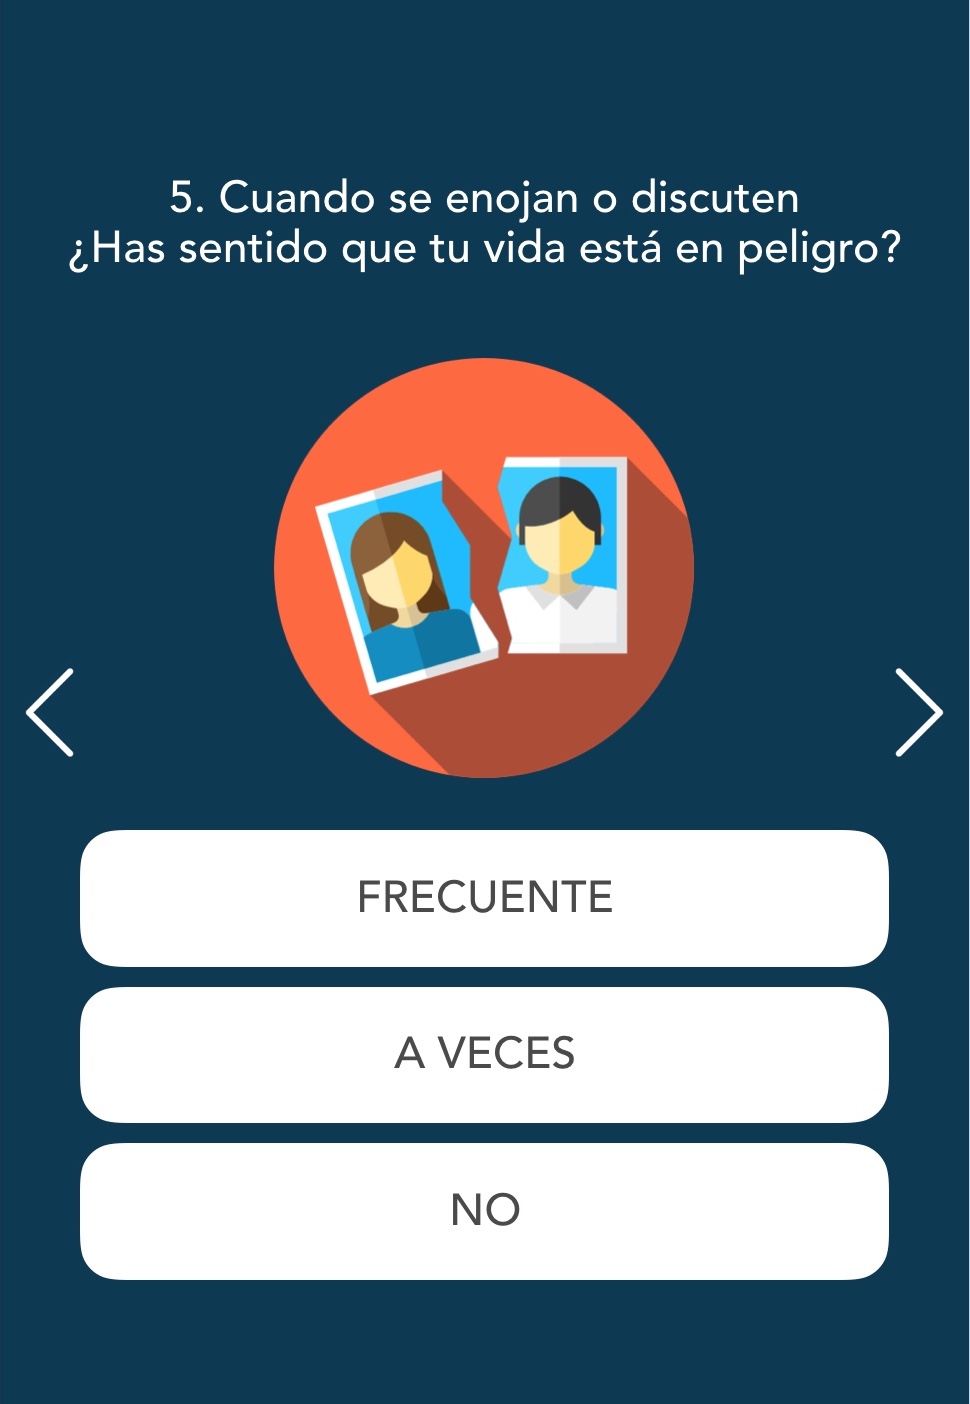 5. Cuando se enojan o discuten
¿Has sentido que tu vida está en peligro?
FRECUENTE
A VECES
NO